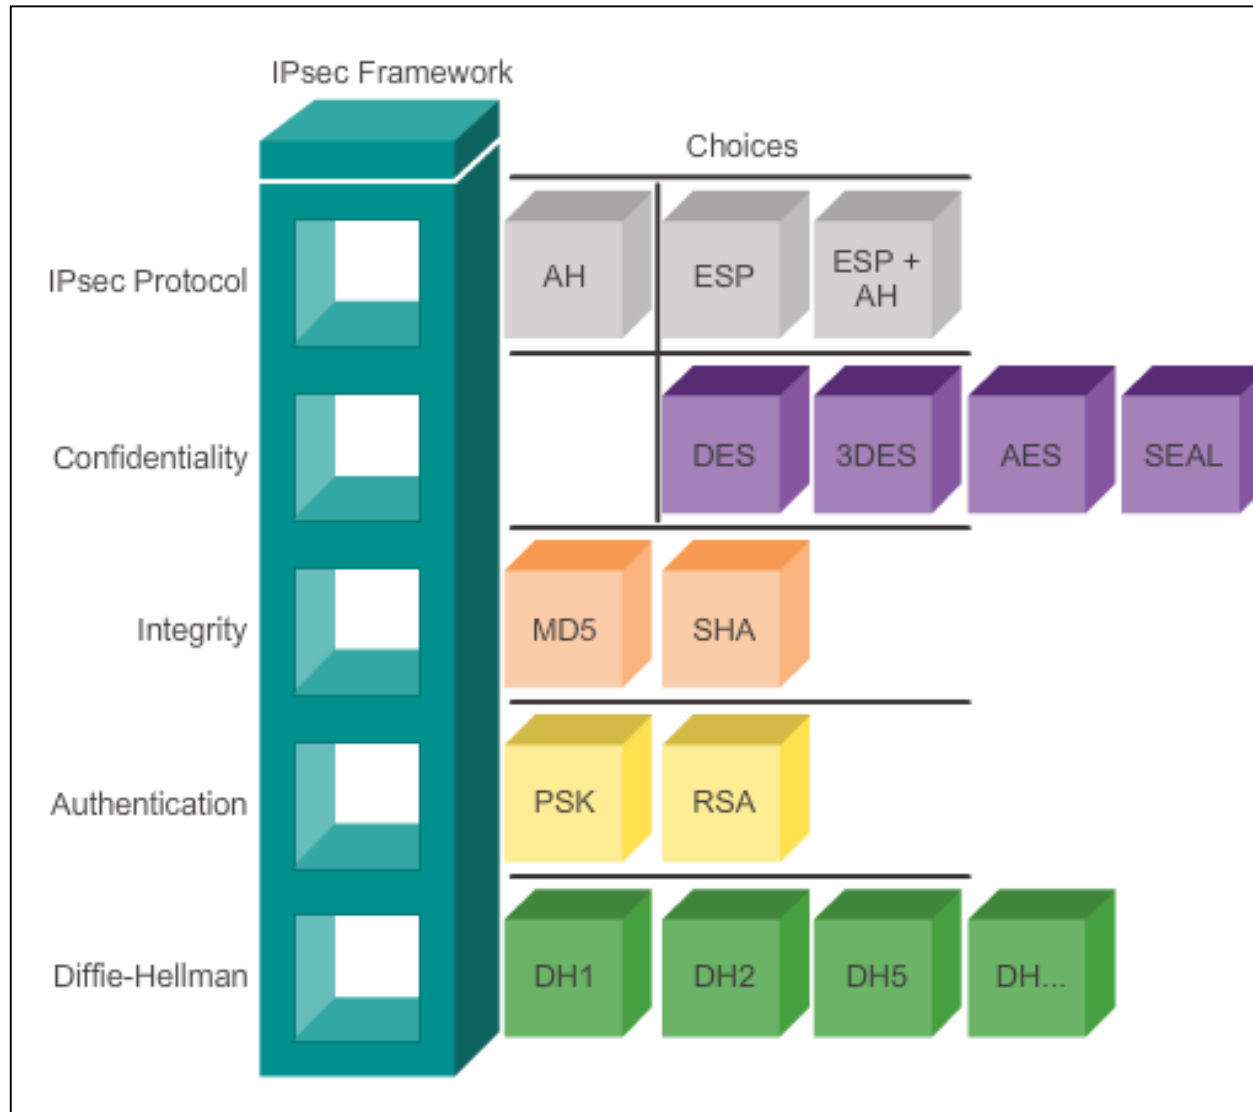 IPsec Framework
Choices
IPsec Protocol
AH
ESP
ESP +
AH
Confidentiality
DES
3DES
AES
SEAL
Integrity
MD5
SHA
Authentication
PSK
RSA
Diffie-Hellman
DH1
DH2
DH5
DH...